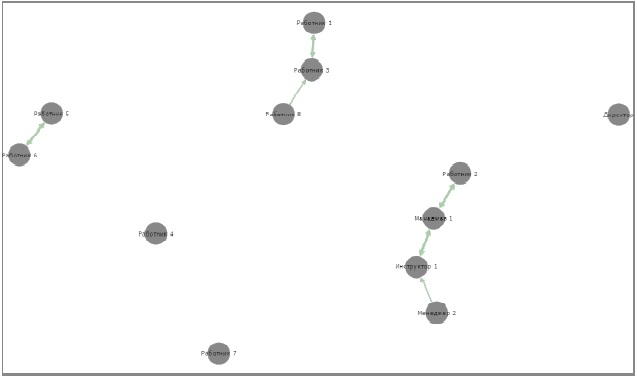 Работник 1
Работник 3
Работник 5
Работник 8
Директор
Работник 6
Работник 2
Менеджер 1
Работник 4
Инструктор 1
Менеджер 2
Работник 7